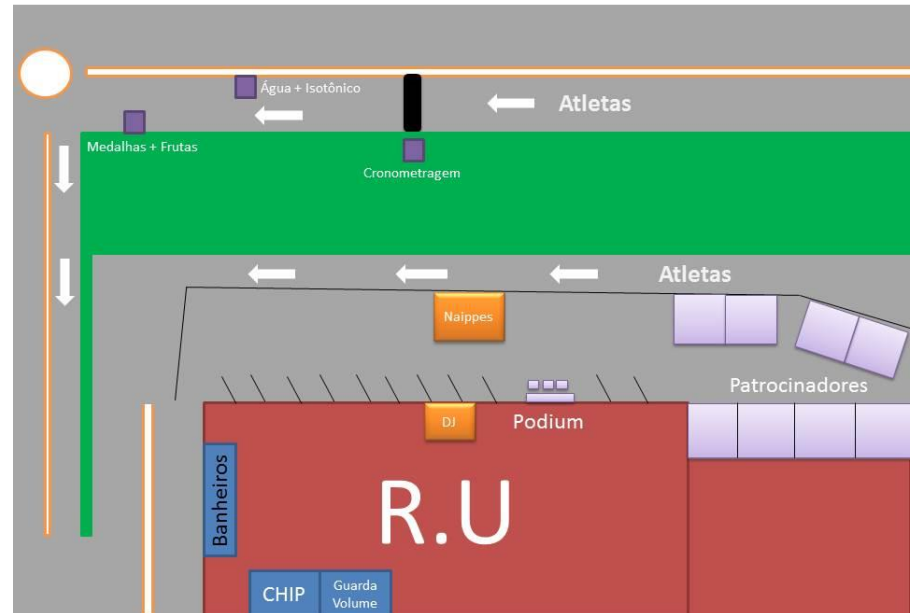 Água + Isotônico
Atletas
Medalhas + Frutas
Cronometragem
Atletas
Naippes
Patrocinadores
DJ
Podium
Banheiros
R.U
CHIP
Guarda
Volume